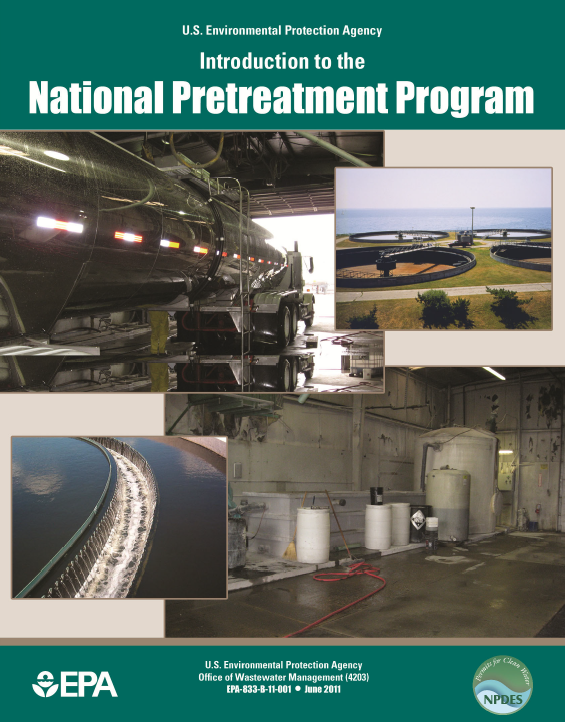 U.S. Environmental Protection Agency
Introduction to the
National Pretreatment Program
EPA
U.S. Environmental Protection Agency
Office of Wastewater Management (4203)
EPA-833-B-11-001 • June 2011
Permits for Clean Water
NPDES